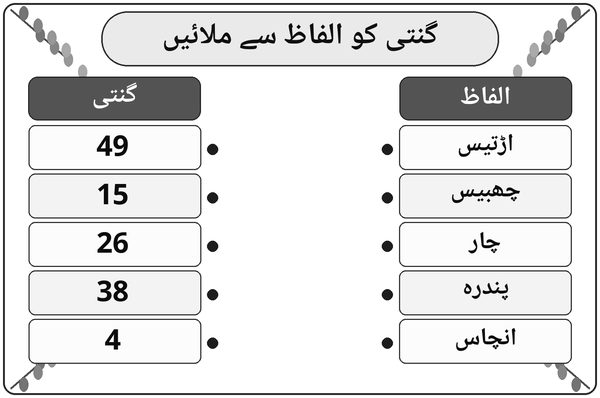 گنتی کو الفاظ سے ملائیں
الفاظ
گنتی
اڑتیس
49
چھبیس
15
چار
26
پندرہ
38
انچاس
4